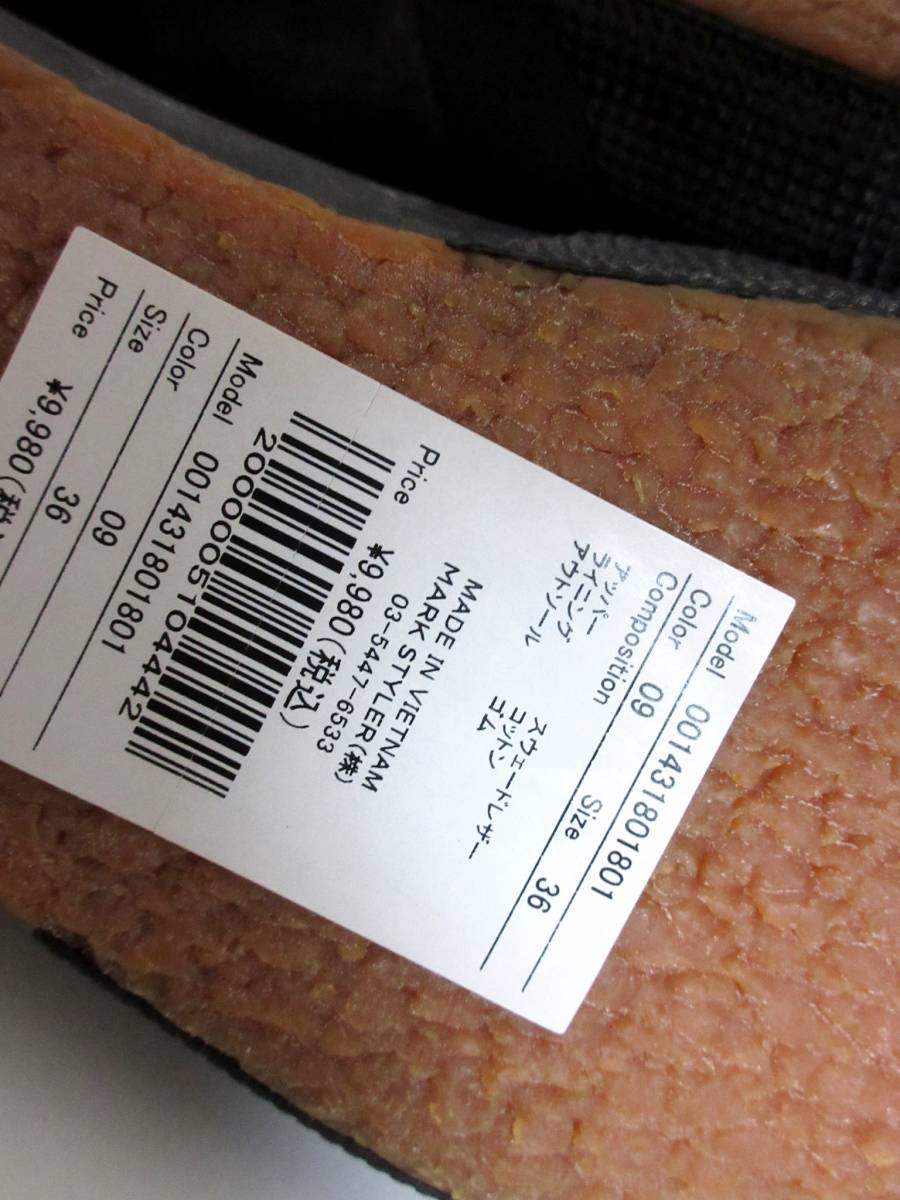 Model 001431801801
Color 09 Size 36
Composition
アッパー スウェードレザー
ライニング コットン
アウトソール ゴム
MADE IN VIETNAM
MARK STYLER(株)
03-5447-6533
Price ¥9,980(税込)
2000005104442
Model 001431801801
Color 09
Size 36
Price ¥9,980(税